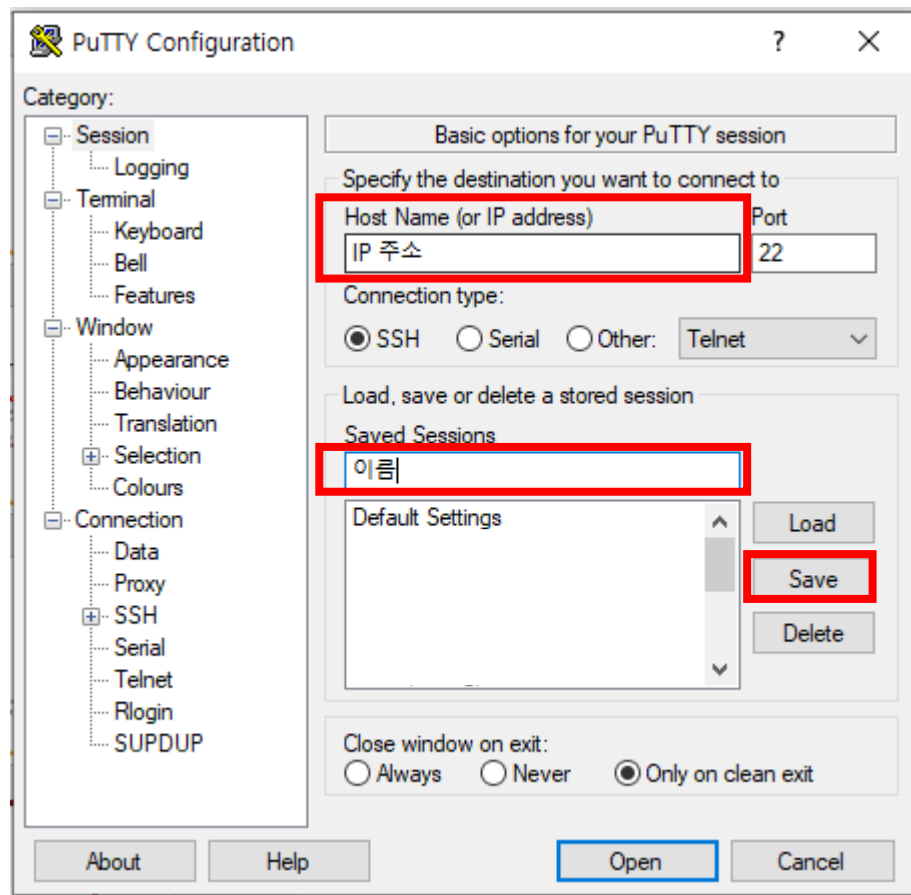 PuTTY Configuration
?
Category:
Session
Logging
Terminal
Keyboard
Bell
Features
Window
Appearance
Behaviour
Translation
Selection
Colours
Connection
Data
Proxy
SSH
Serial
Telnet
Rlogin
SUPDUP
Basic options for your PuTTY session
Specify the destination you want to connect to
Host Name (or IP address) Port
IP 주소 22
Connection type:
SSH Serial Other: Telnet
Load, save or delete a stored session
Saved Sessions
이름
Default Settings
Load
Save
Delete
Close window on exit:
Always Never Only on clean exit
About Help Open Cancel